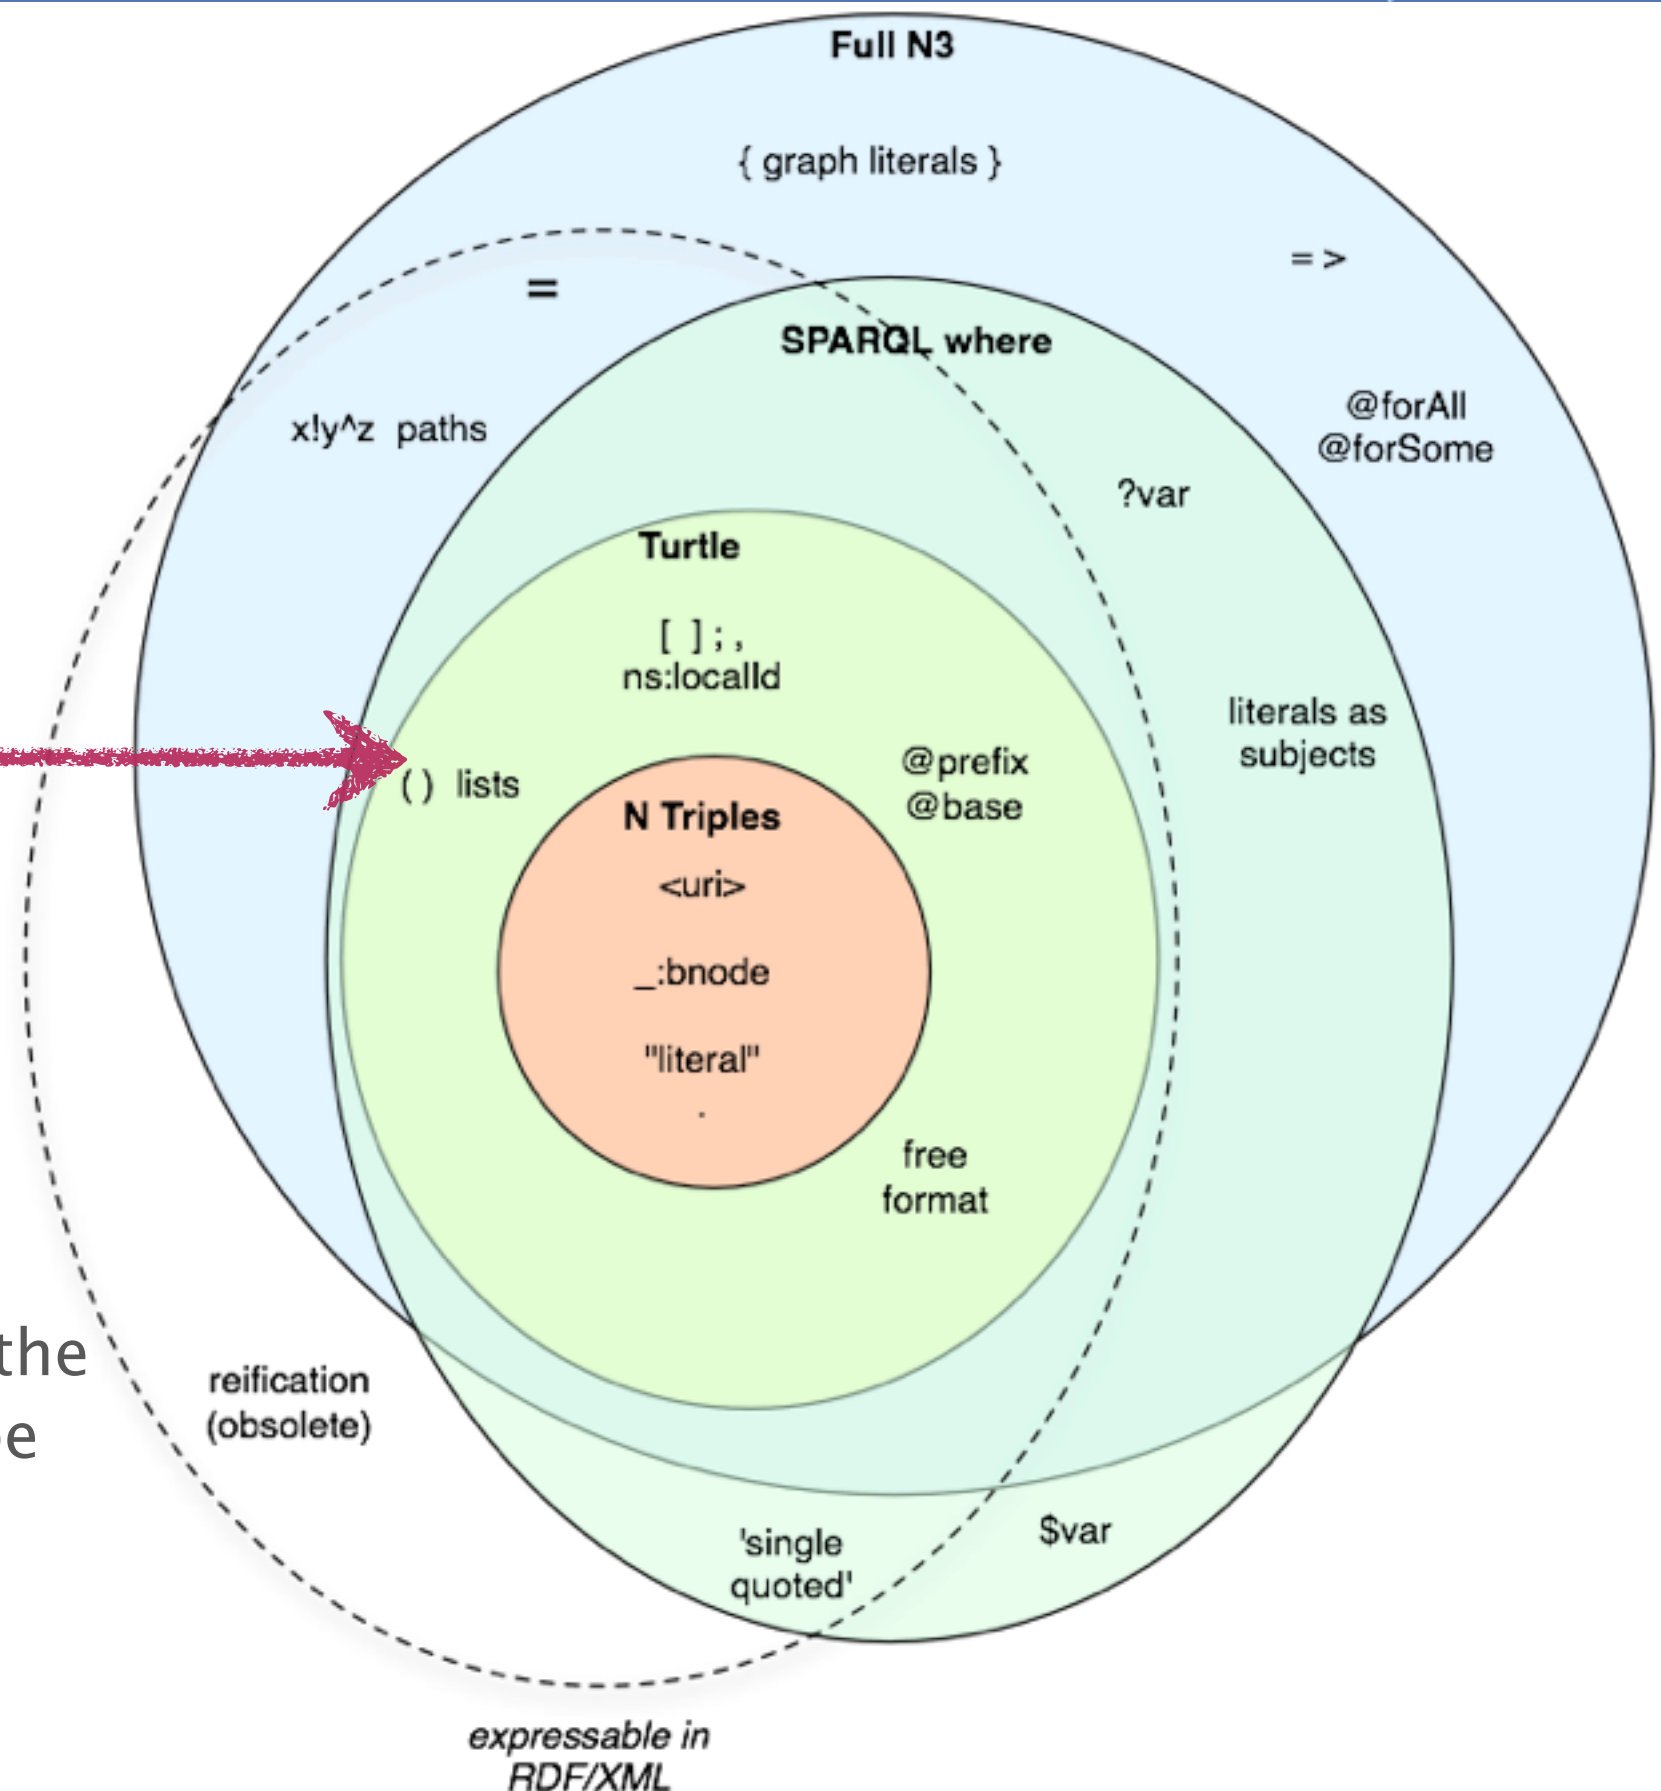 Full N3
{ graph literals }
= >
=
SPARQL where
@forAll
@forSome
x!y^z paths
?var
Turtle
[ ] ; ,
ns:localId
literals as
subjects
@prefix
@base
( ) lists
N Triples
<uri>
_:bnode
"literal"
.
free
format
the
reification
(obsolete)
$var
'single
quoted'
expressable in
RDF/XML